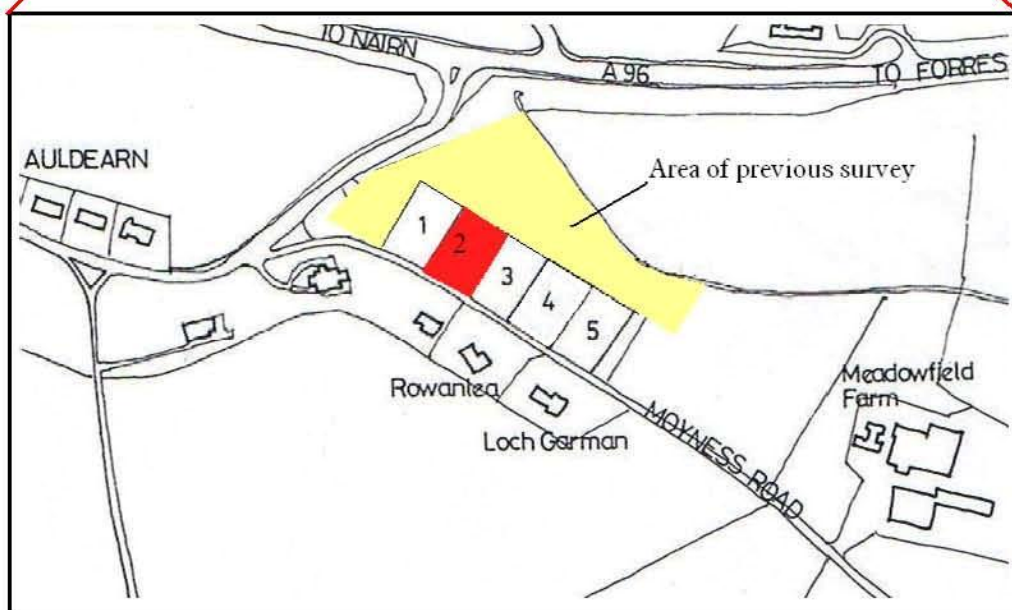 TO NAIRN
A 96
TO FORRES
AULDEARN
Area of previous survey
1
2
3
4
5
Rowanlea
Loch Garman
MOYNESS ROAD
Meadowfield
Farm